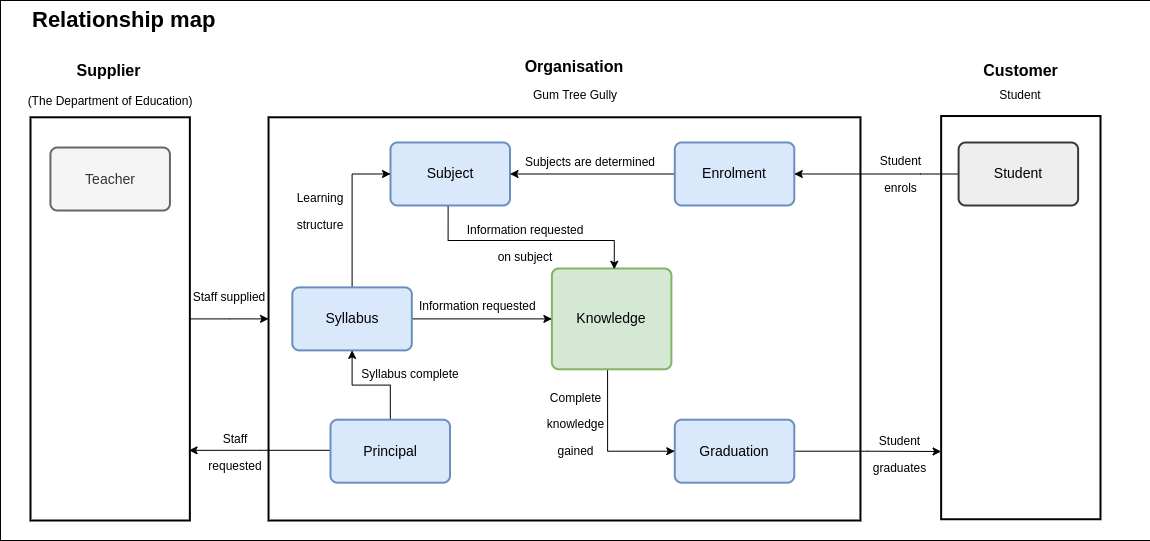 Relationship map
Supplier
(The Department of Education)
Organisation
Gum Tree Gully
Customer
Student
Teacher
Subject
Subjects are determined
Enrolment
Student
enrols
Student
Learning
structure
Information requested
on subject
Staff supplied
Syllabus
Information requested
Knowledge
Syllabus complete
Complete
knowledge
gained
Staff
requested
Principal
Graduation
Student
graduates